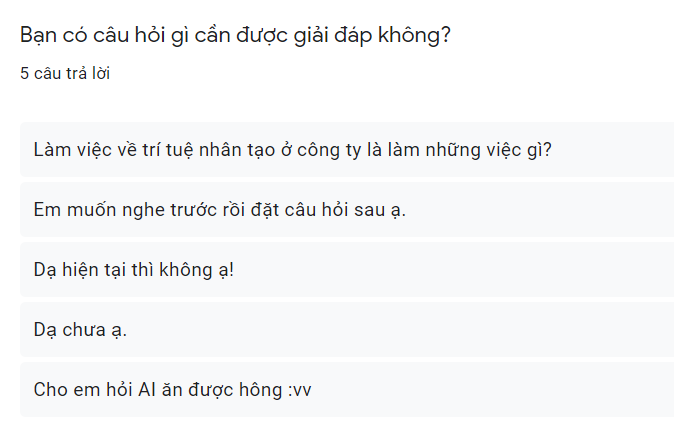 Bạn có câu hỏi gì cần được giải đáp không?
5 câu trả lời
Làm việc về trí tuệ nhân tạo ở công ty là làm những việc gì?
Em muốn nghe trước rồi đặt câu hỏi sau ạ.
Dạ hiện tại thì không ạ!
Dạ chưa ạ.
Cho em hỏi AI ăn được hông :vv